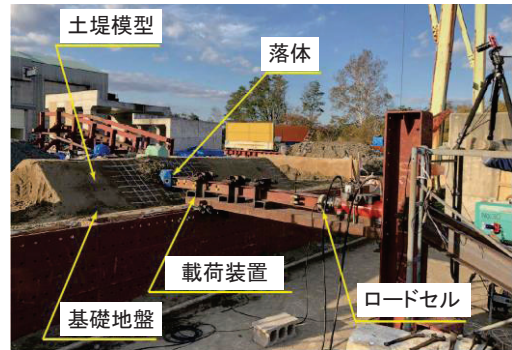 土堤模型
落体
載荷装置
ロードセル
基礎地盤